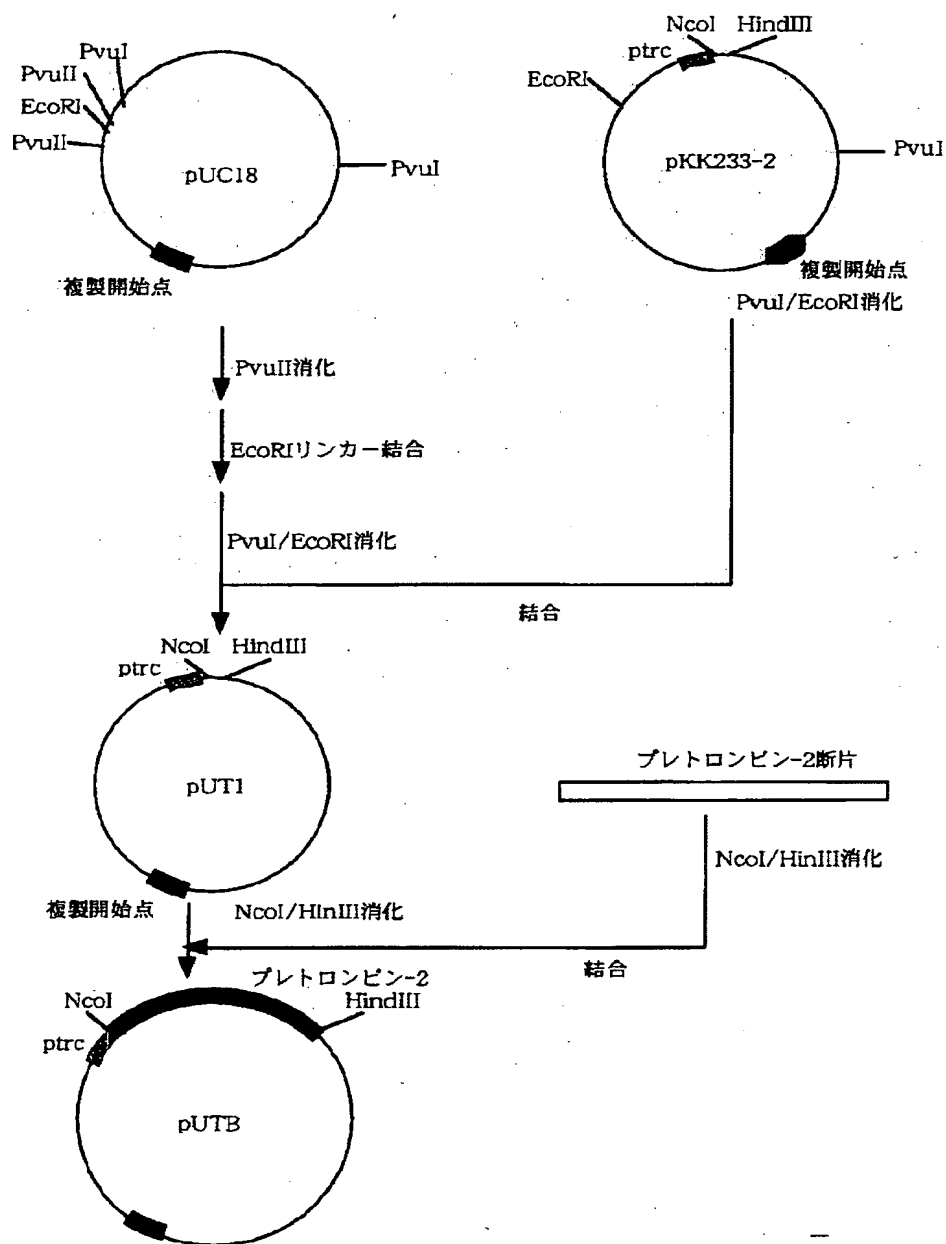 PvuI
PvuII
EcoRI
PvuII
pUC18
PvuI
複製開始点
NcoI HindIII
ptrc
EcoRI
pKK233-2
PvuI
複製開始点
PvuI/EcoRI消化
PvuII消化
EcoRIリンカー結合
PvuI/EcoRI消化
結合
NcoI HindIII
ptrc
pUT1
プレトロンビン-2断片
NcoI/HinIII消化
複製開始点
NcoI/HinIII消化
結合
プレトロンビン-2
NcoI
HindIII
ptrc
pUTB